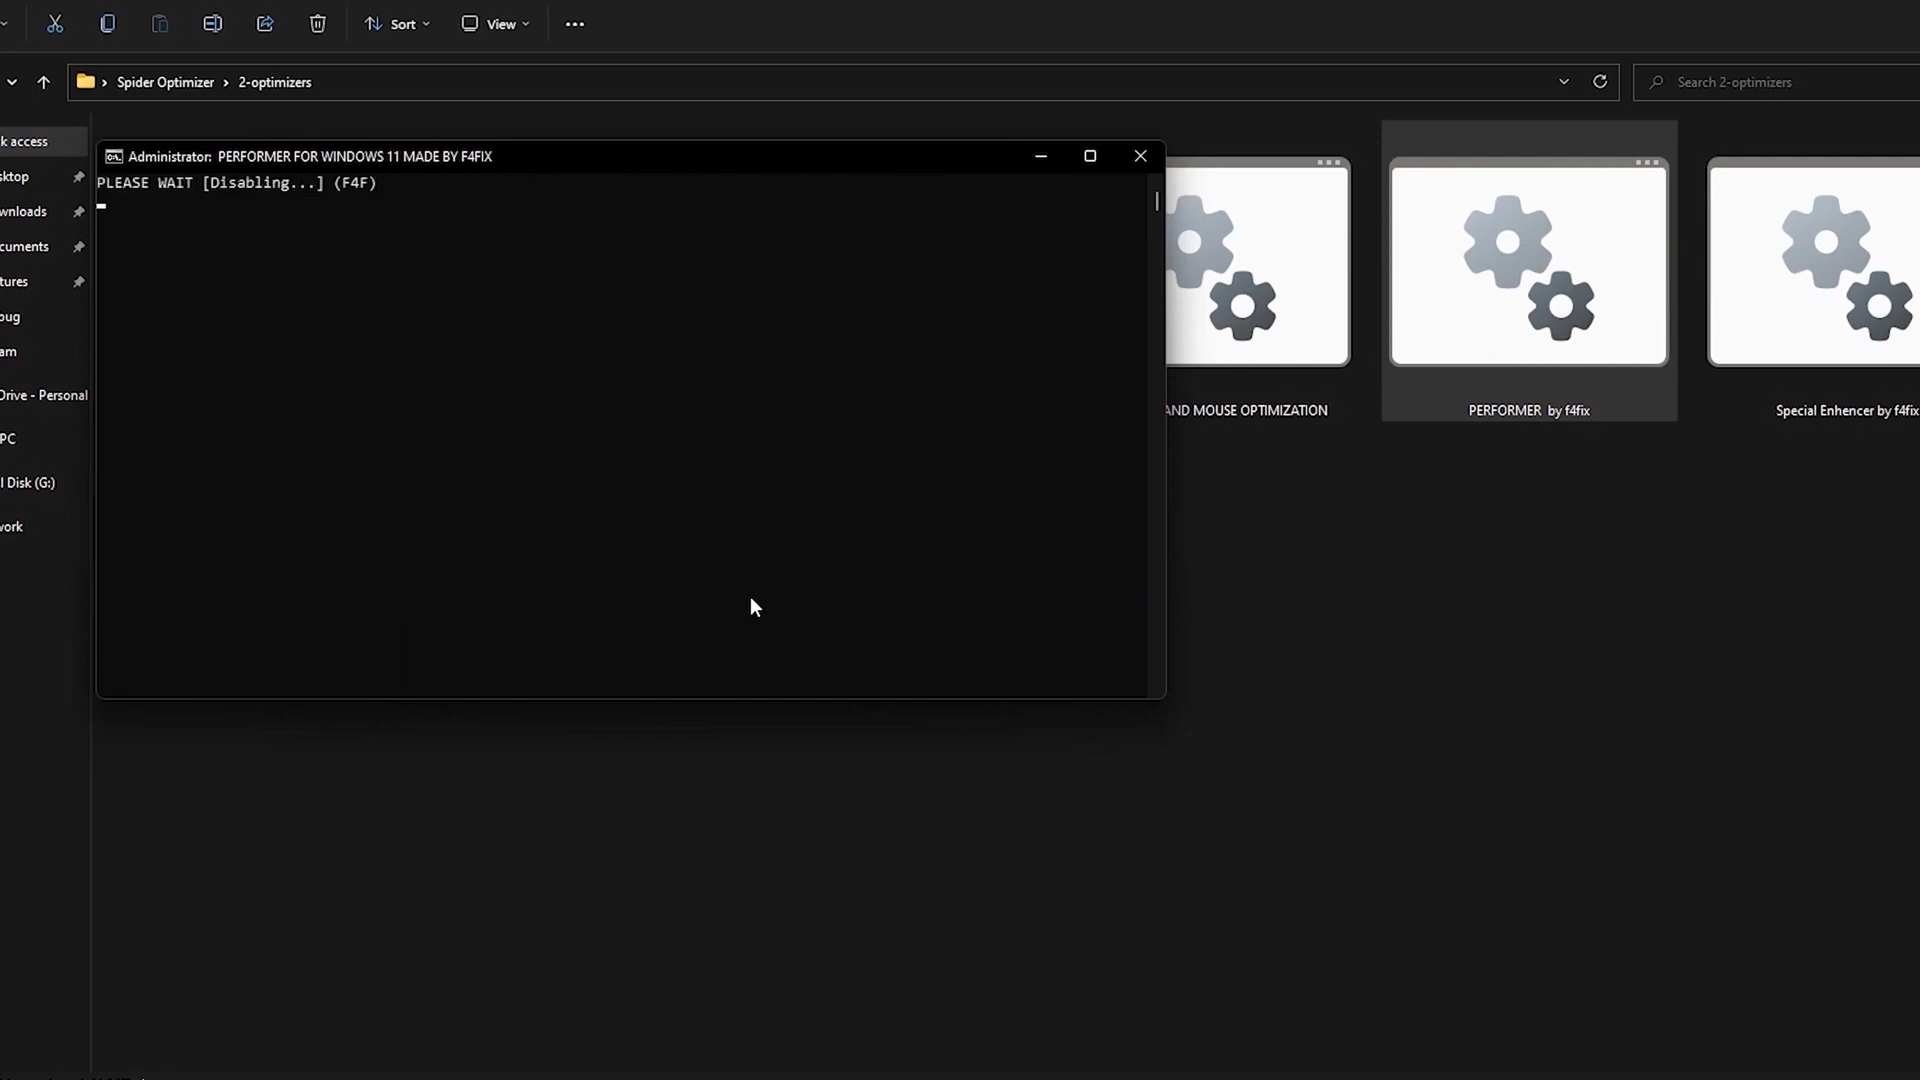 Sort
View
Spider Optimizer
2-optimizers
Search 2-optimizers
k access
sktop
wnloads
cuments
tures
bug
am
Drive - Personal
PC
l Disk (G:)
work
Administrator: PERFORMER FOR WINDOWS 11 MADE BY F4FIX
PLEASE WAIT [Disabling...] (F4F)
AND MOUSE OPTIMIZATION
PERFORMER by f4fix
Special Enhencer by f4fix